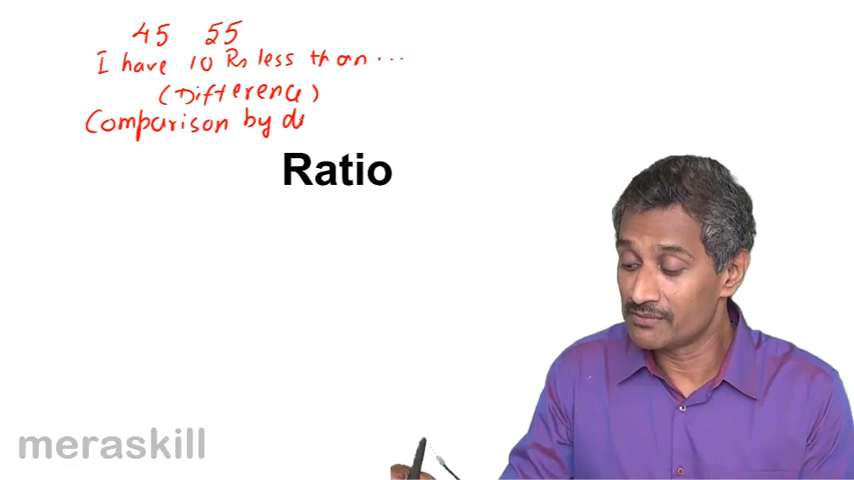 45 55
I have 10 Rs less than...
(Difference)
Comparison by di
Ratio
meraskill